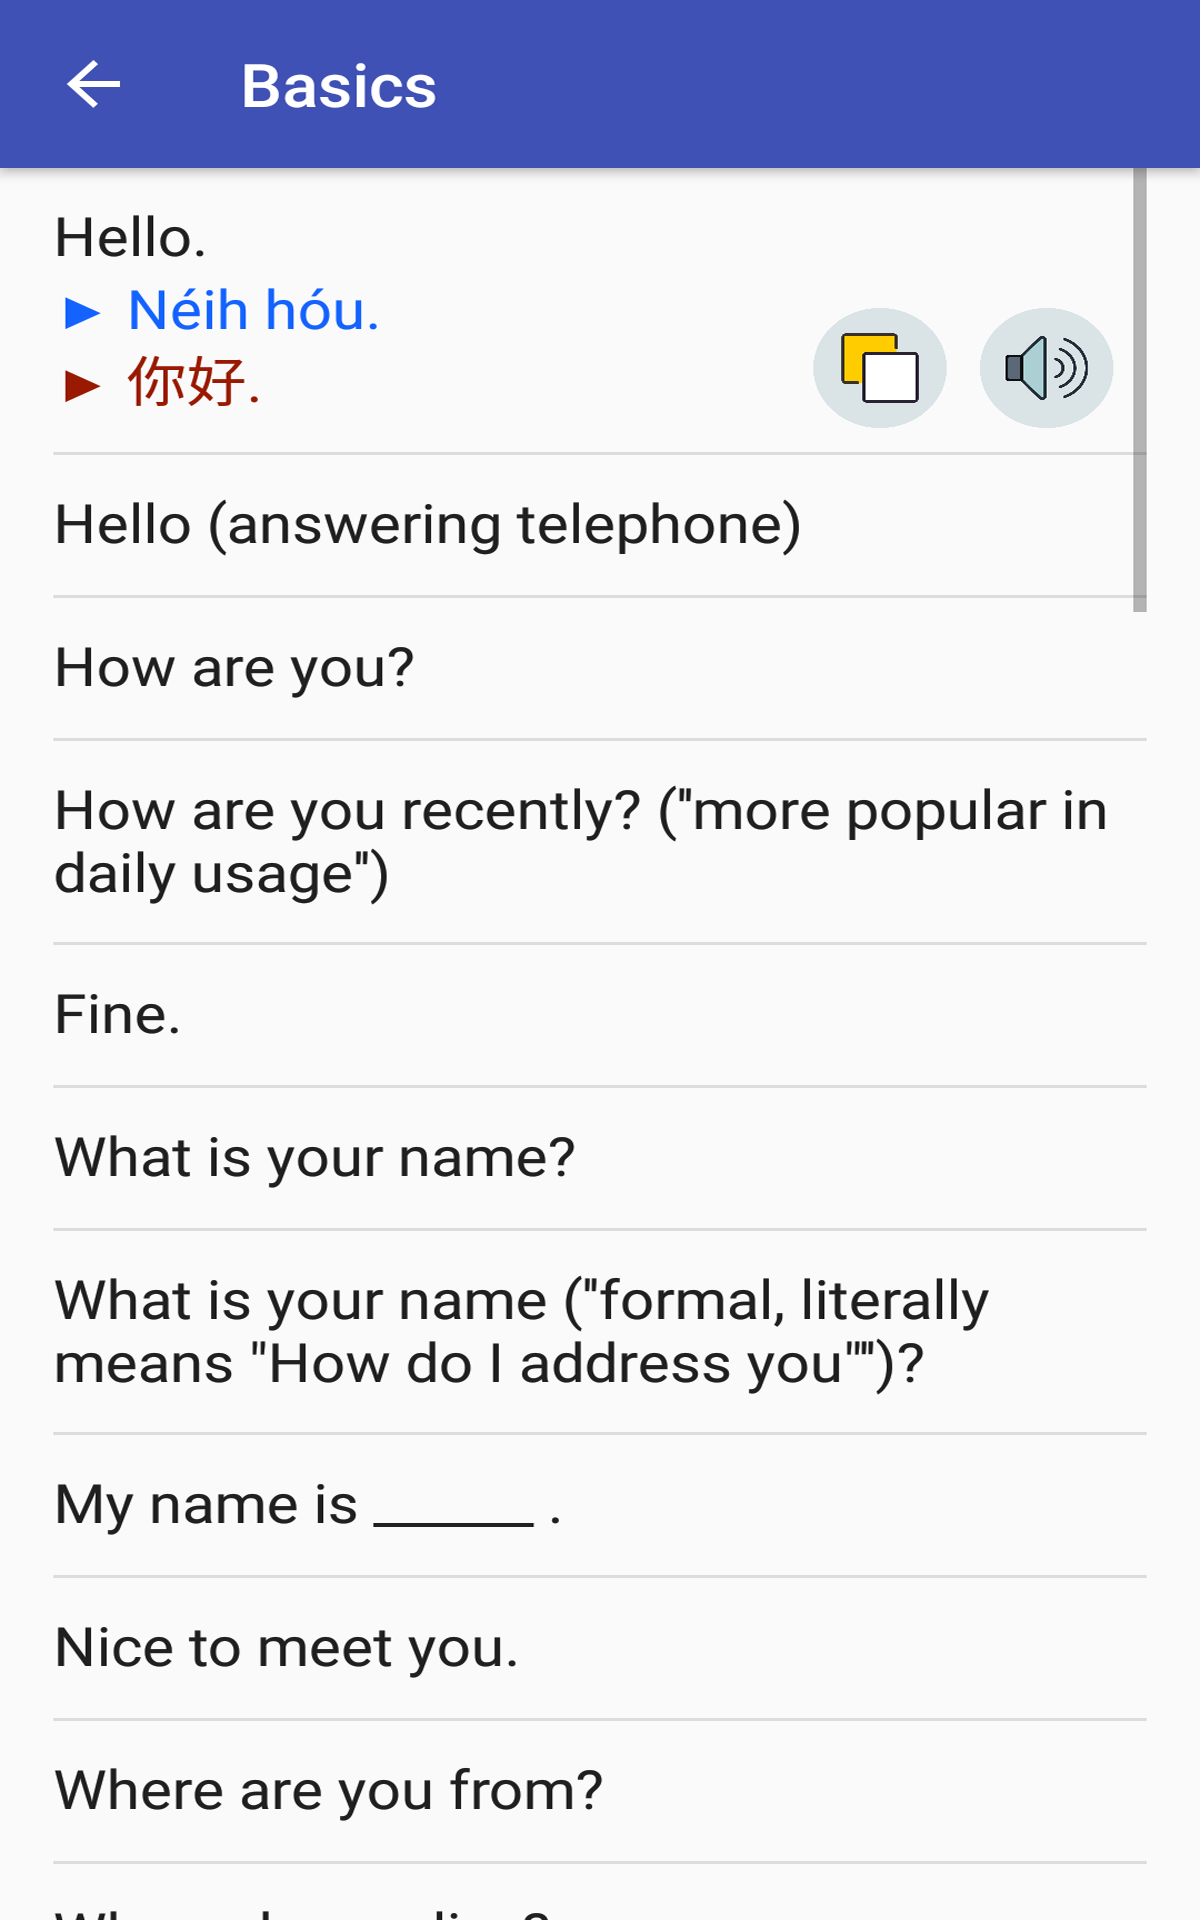 Basics
Hello.
► Néih hóu.
► 你好.
Hello (answering telephone)
How are you?
How are you recently? ("more popular in
daily usage")
Fine.
What is your name?
What is your name ("formal, literally
means "How do I address you"")?
My name is ______ .
Nice to meet you.
Where are you from?